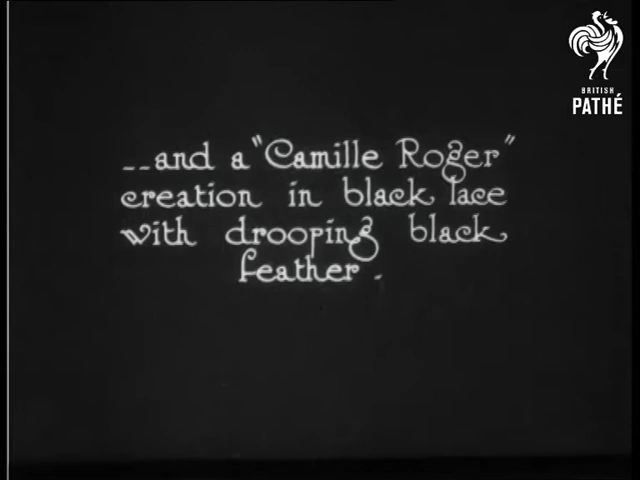 BRITISH
PATHÉ
--and a "Camille Roger"
creation in black lace
with drooping black
feather.